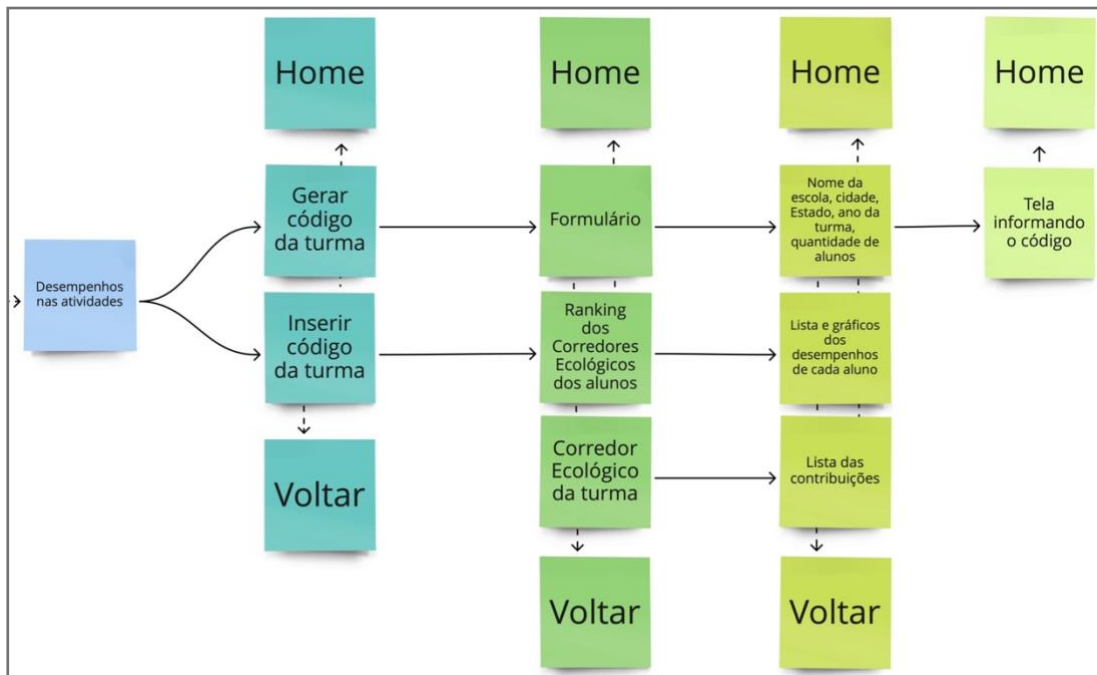 Home
Home
Home
Home
Gerar
código
da turma
Formulário
Nome da
escola, cidade,
Estado, ano da
turma,
quantidade de
alunos
Tela
informando
o código
Desempenhos
nas atividades
Inserir
código
da turma
Ranking
dos
Corredores
Ecológicos
dos alunos
Lista e gráficos
dos
desempenhos
de cada aluno
Voltar
Corredor
Ecológico
da turma
Lista das
contribuições
Voltar
Voltar